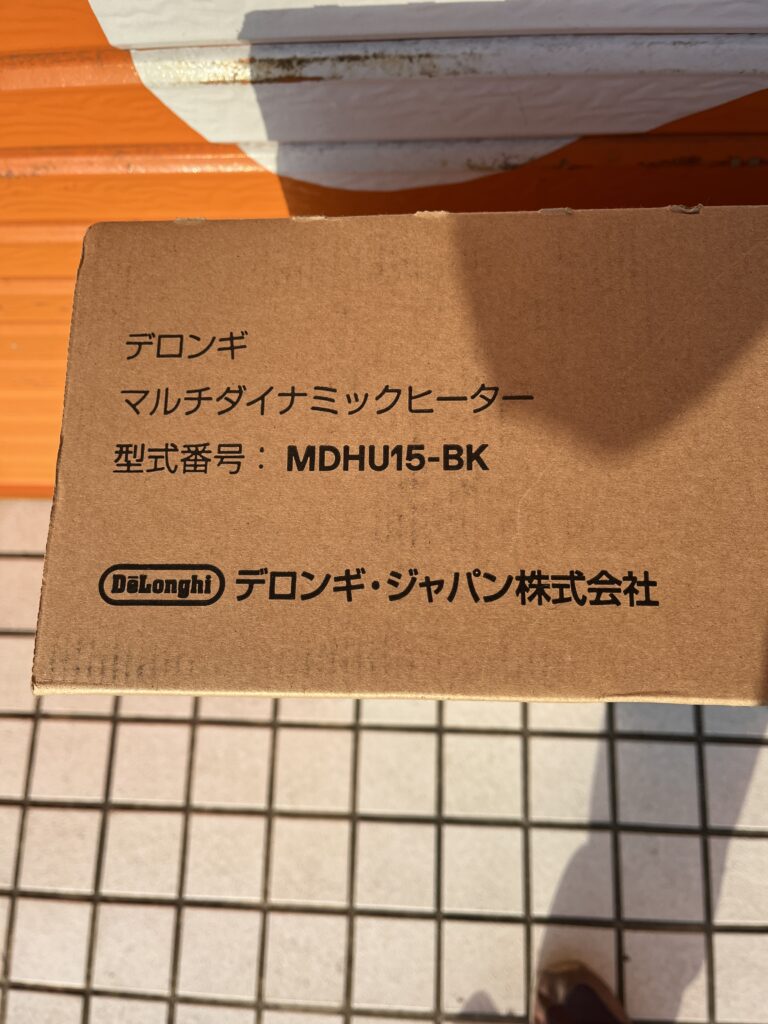 デロンギ
マルチダイナミックヒーター
型式番号： MDHU15-BK
DēLonghi デロンギ・ジャパン株式会社